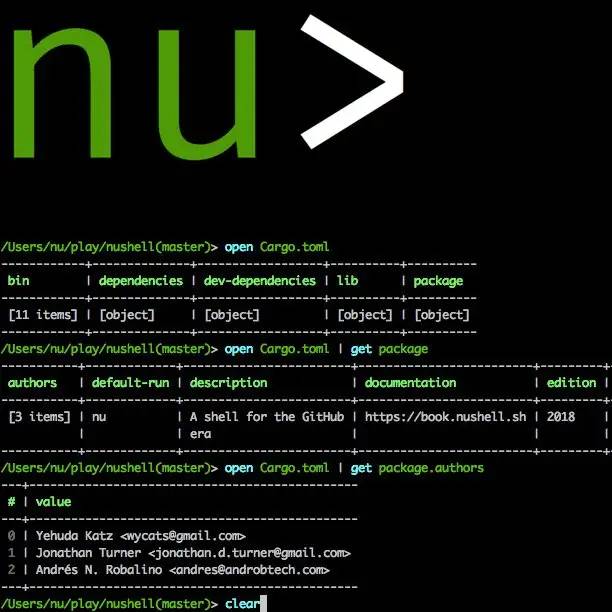 nu>
/Users/nu/play/nushell(master)> open Cargo.toml
-----------+--------------+------------------+----------+----------
 bin       | dependencies | dev-dependencies | lib      | package
-----------+--------------+------------------+----------+----------
 [11 items] | [object]     | [object]         | [object] | [object]
-----------+--------------+------------------+----------+----------
/Users/nu/play/nushell(master)> open Cargo.toml | get package
-----------+-------------+------------------------+-------------------------+---------+
 authors   | default-run | description            | documentation           | edition |
-----------+-------------+------------------------+-------------------------+---------+
 [3 items] | nu          | A shell for the GitHub | https://book.nushell.sh | 2018    |
           |             | era                    |                         |         |
-----------+-------------+------------------------+-------------------------+---------+
/Users/nu/play/nushell(master)> open Cargo.toml | get package.authors
---+-----------------------------------------------
 # | value
---+-----------------------------------------------
 0 | Yehuda Katz <wycats@gmail.com>
 1 | Jonathan Turner <jonathan.d.turner@gmail.com>
 2 | Andrés N. Robalino <andres@androbtech.com>
---+-----------------------------------------------
/Users/nu/play/nushell(master)> clear